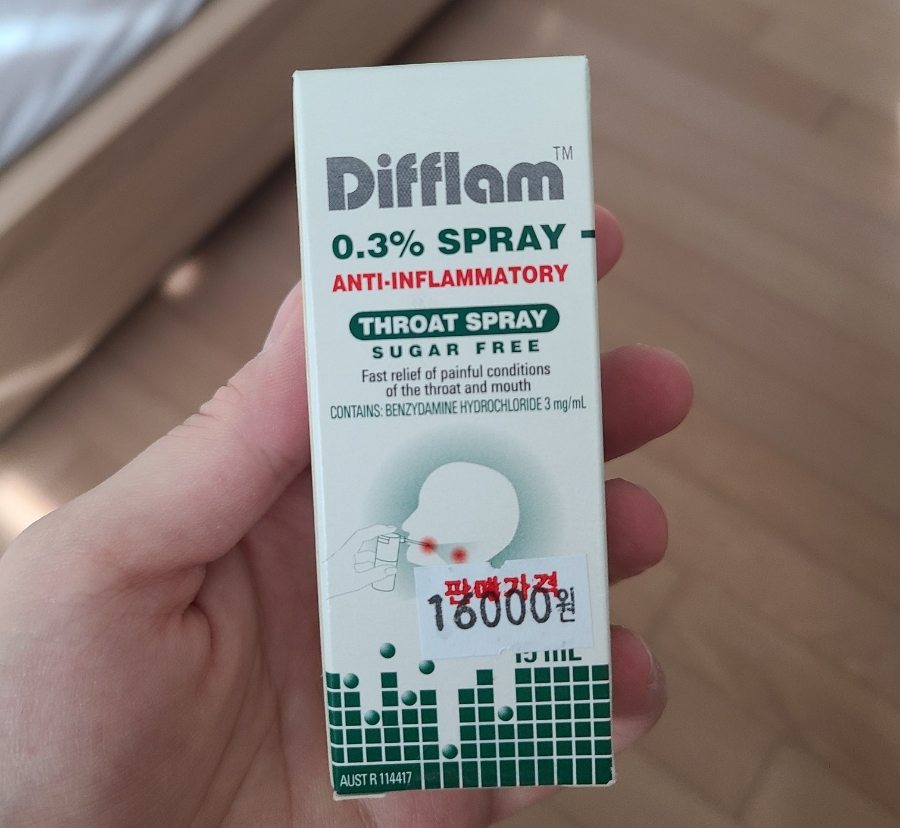 Difflam™
0.3% SPRAY -
ANTI-INFLAMMATORY
THROAT SPRAY
SUGAR FREE
Fast relief of painful conditions
of the throat and mouth
CONTAINS: BENZYDAMINE HYDROCHLORIDE 3 mg/mL
판매가격
16000원
15 mL
AUST R 114417